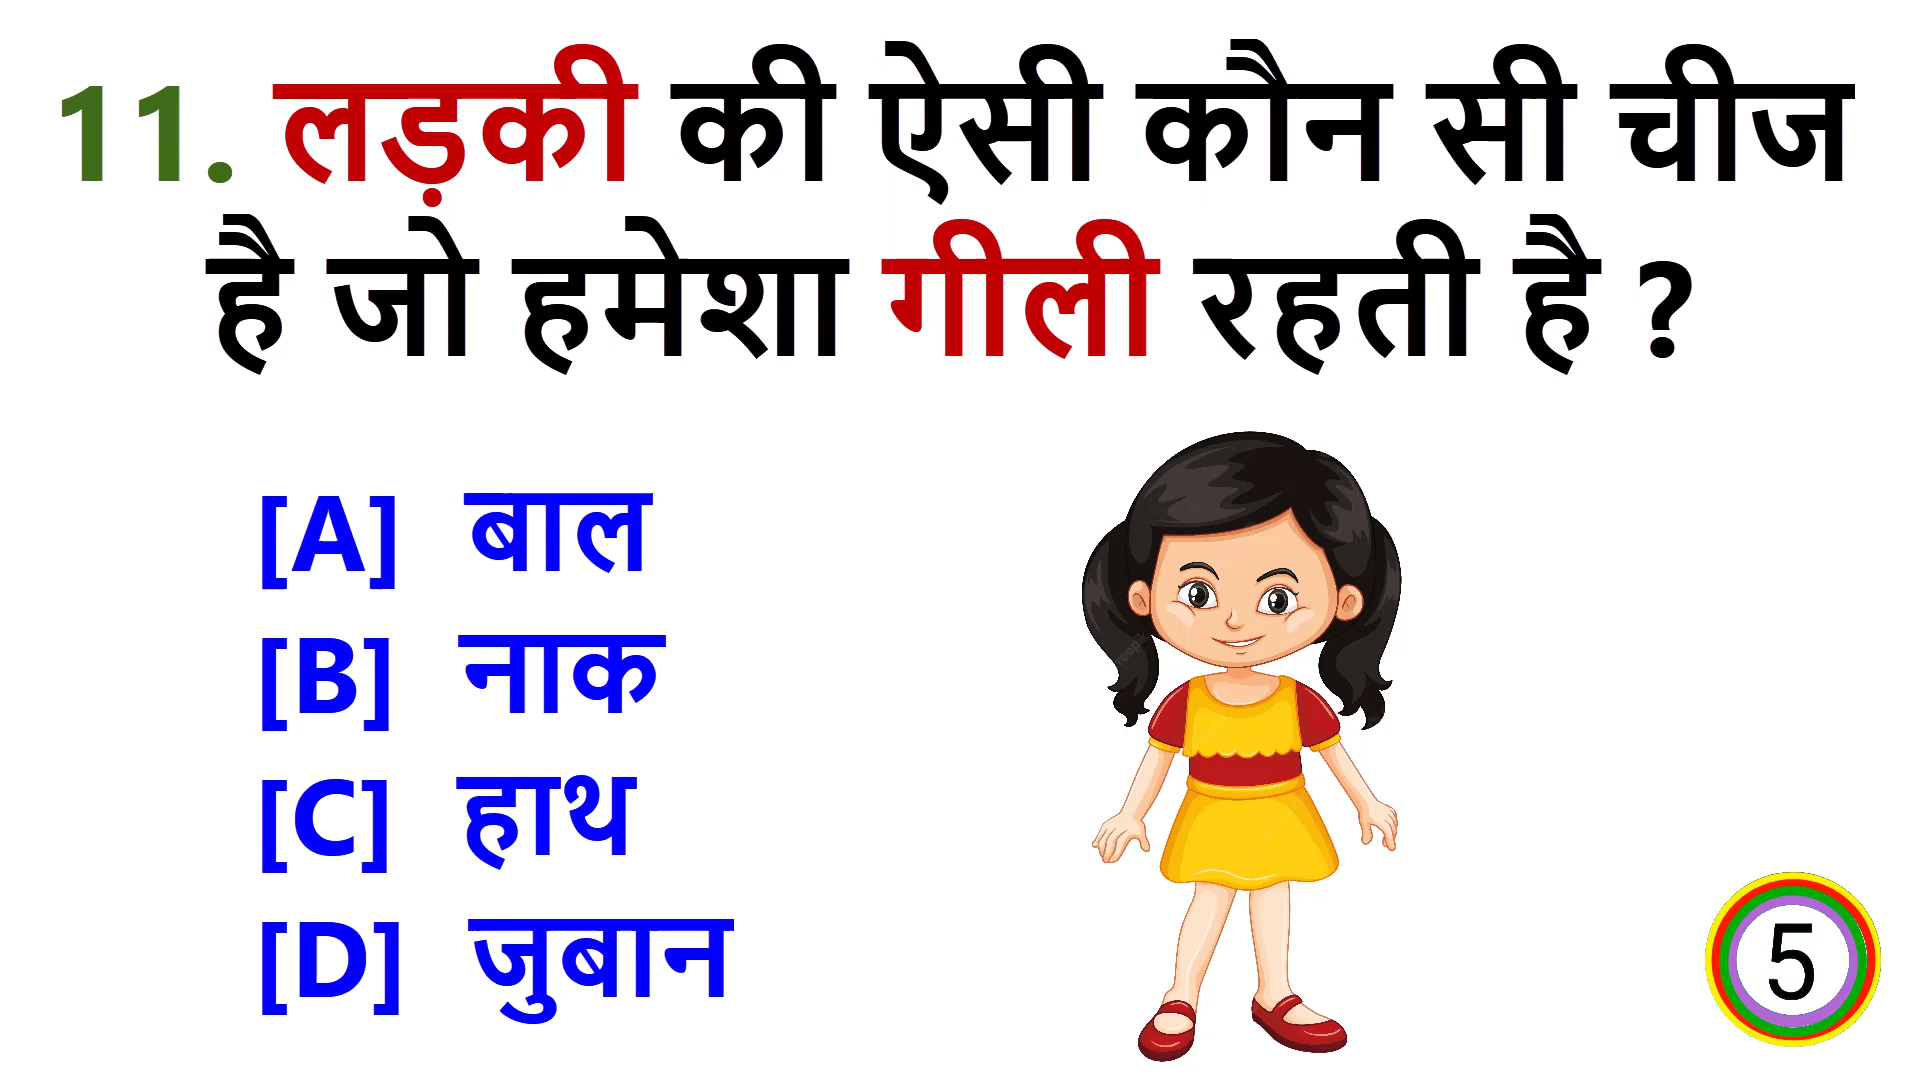 11. लड़की की ऐसी कौन सी चीज
है जो हमेशा गीली रहती है ?
[A] बाल
[B] नाक
[C] हाथ
[D] जुबान
5